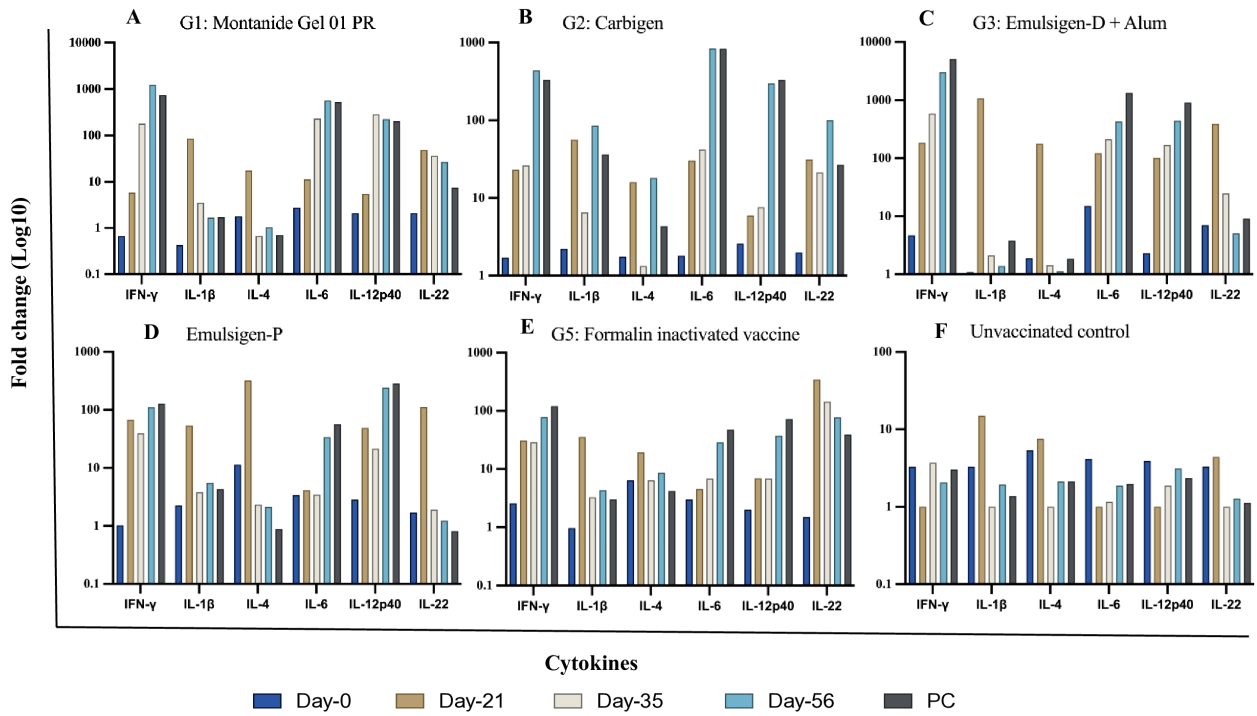 A G1: Montanide Gel 01 PR
B G2: Carbigen
C G3: Emulsigen-D + Alum
10000
1000
100
10
1
0.1
IFN-γ IL-1β IL-4 IL-6 IL-12p40 IL-22
1000
100
10
1
IFN-γ IL-1β IL-4 IL-6 IL-12p40 IL-22
10000
1000
100
10
1
IFN-γ IL-1β IL-4 IL-6 IL-12p40 IL-22
Fold change (Log10)
D Emulsigen-P
E G5: Formalin inactivated vaccine
F Unvaccinated control
1000
100
10
1
0.1
IFN-γ IL-1β IL-4 IL-6 IL-12p40 IL-22
1000
100
10
1
0.1
IFN-γ IL-1β IL-4 IL-6 IL-12p40 IL-22
100
10
1
0.1
IFN-γ IL-1β IL-4 IL-6 IL-12p40 IL-22
Cytokines
Day-0 Day-21 Day-35 Day-56 PC